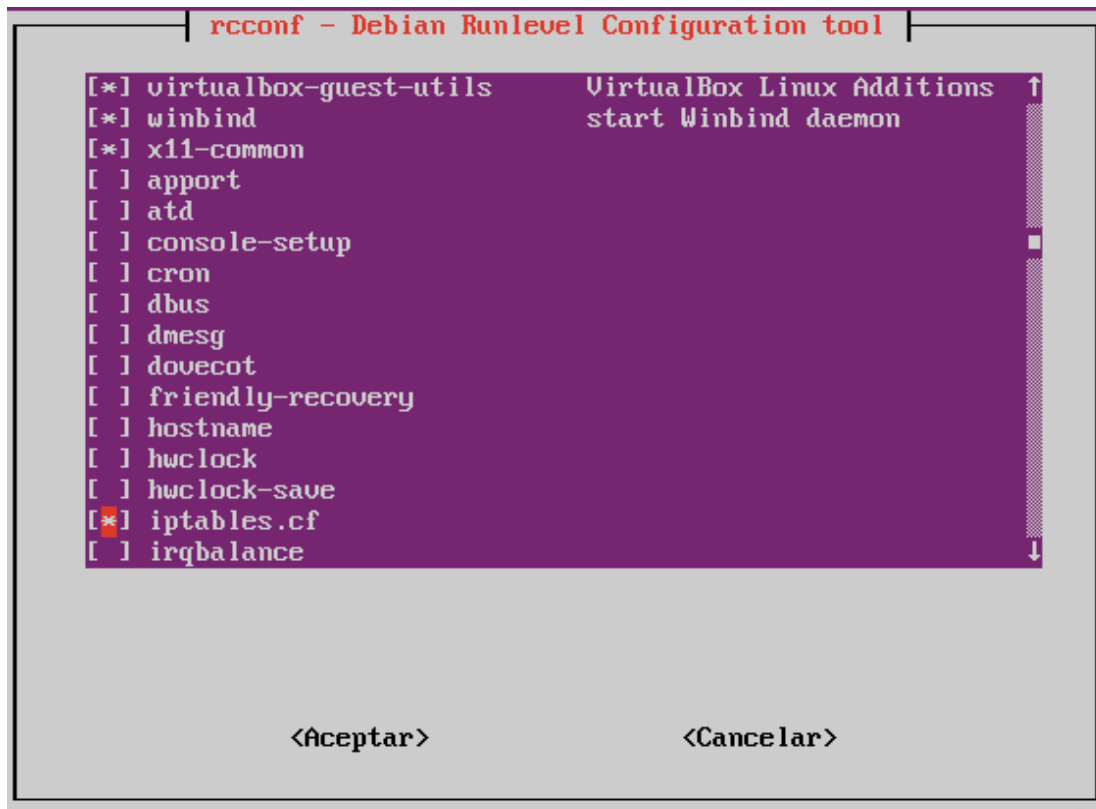 rcconf - Debian Runlevel Configuration tool
[*] virtualbox-guest-utils VirtualBox Linux Additions
[*] winbind start Winbind daemon
[*] x11-common
[ ] apport
[ ] atd
[ ] console-setup
[ ] cron
[ ] dbus
[ ] dmesg
[ ] dovecot
[ ] friendly-recovery
[ ] hostname
[ ] hwclock
[ ] hwclock-save
[*] iptables.cf
[ ] irqbalance
<Aceptar> <Cancelar>